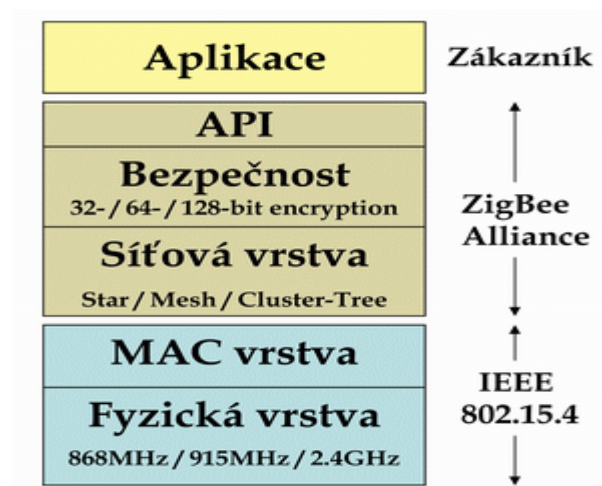 Aplikace
Zákazník
API
Bezpečnost
32- / 64- / 128-bit encryption
Síťová vrstva
Star / Mesh / Cluster-Tree
ZigBee
Alliance
MAC vrstva
Fyzická vrstva
868MHz / 915MHz / 2.4GHz
IEEE
802.15.4